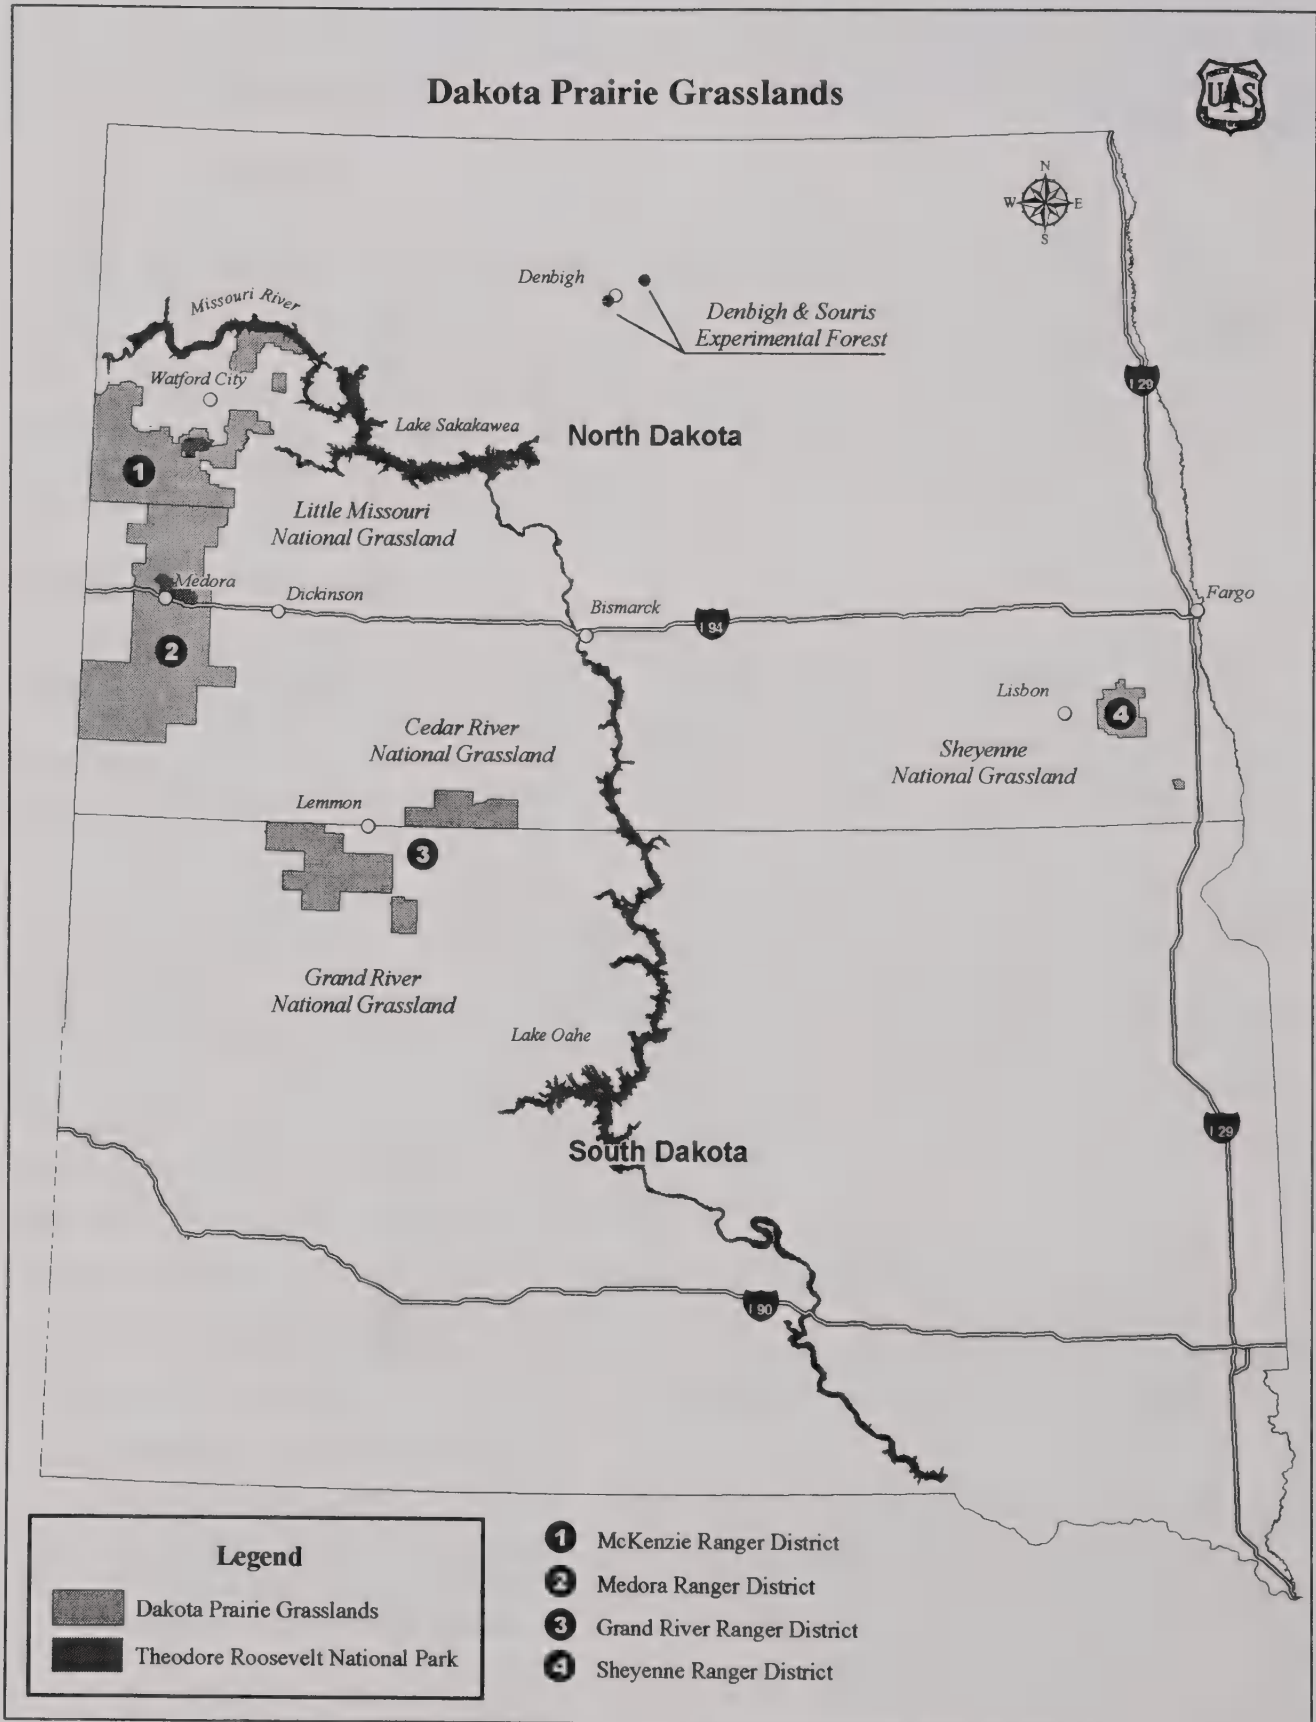 Dakota Prairie Grasslands
U S
N
W E
S
Denbigh
Denbigh & Souris
Experimental Forest
Missouri River
Watford City
I 29
Lake Sakakawea
North Dakota
1
Little Missouri
National Grassland
Medora
Dickinson
Bismarck
I 94
Fargo
2
Lisbon
4
Cedar River
National Grassland
Sheyenne
National Grassland
Lemmon
3
Grand River
National Grassland
Lake Oahe
I 29
South Dakota
I 90
Legend
Dakota Prairie Grasslands
Theodore Roosevelt National Park
1 McKenzie Ranger District
2 Medora Ranger District
3 Grand River Ranger District
4 Sheyenne Ranger District